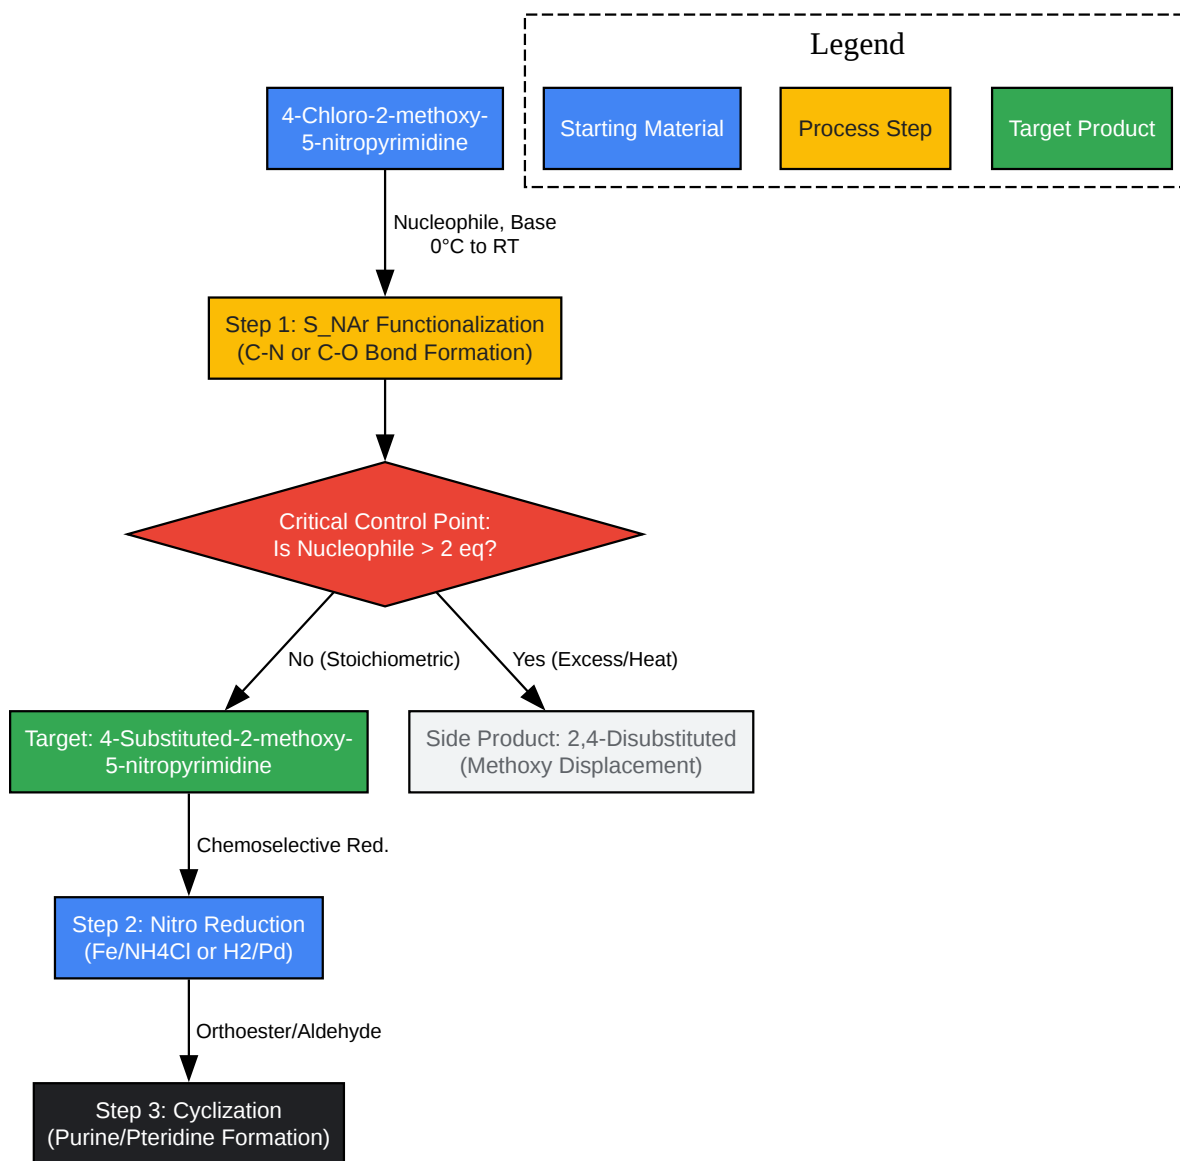 Legend
4-Chloro-2-methoxy-
5-nitropyrimidine
Starting Material
Process Step
Target Product
Nucleophile, Base
0°C to RT
Step 1: S_NAr Functionalization
(C-N or C-O Bond Formation)
Critical Control Point:
Is Nucleophile > 2 eq?
No (Stoichiometric)
Yes (Excess/Heat)
Target: 4-Substituted-2-methoxy-
5-nitropyrimidine
Side Product: 2,4-Disubstituted
(Methoxy Displacement)
Chemoselective Red.
Step 2: Nitro Reduction
(Fe/NH4Cl or H2/Pd)
Orthoester/Aldehyde
Step 3: Cyclization
(Purine/Pteridine Formation)